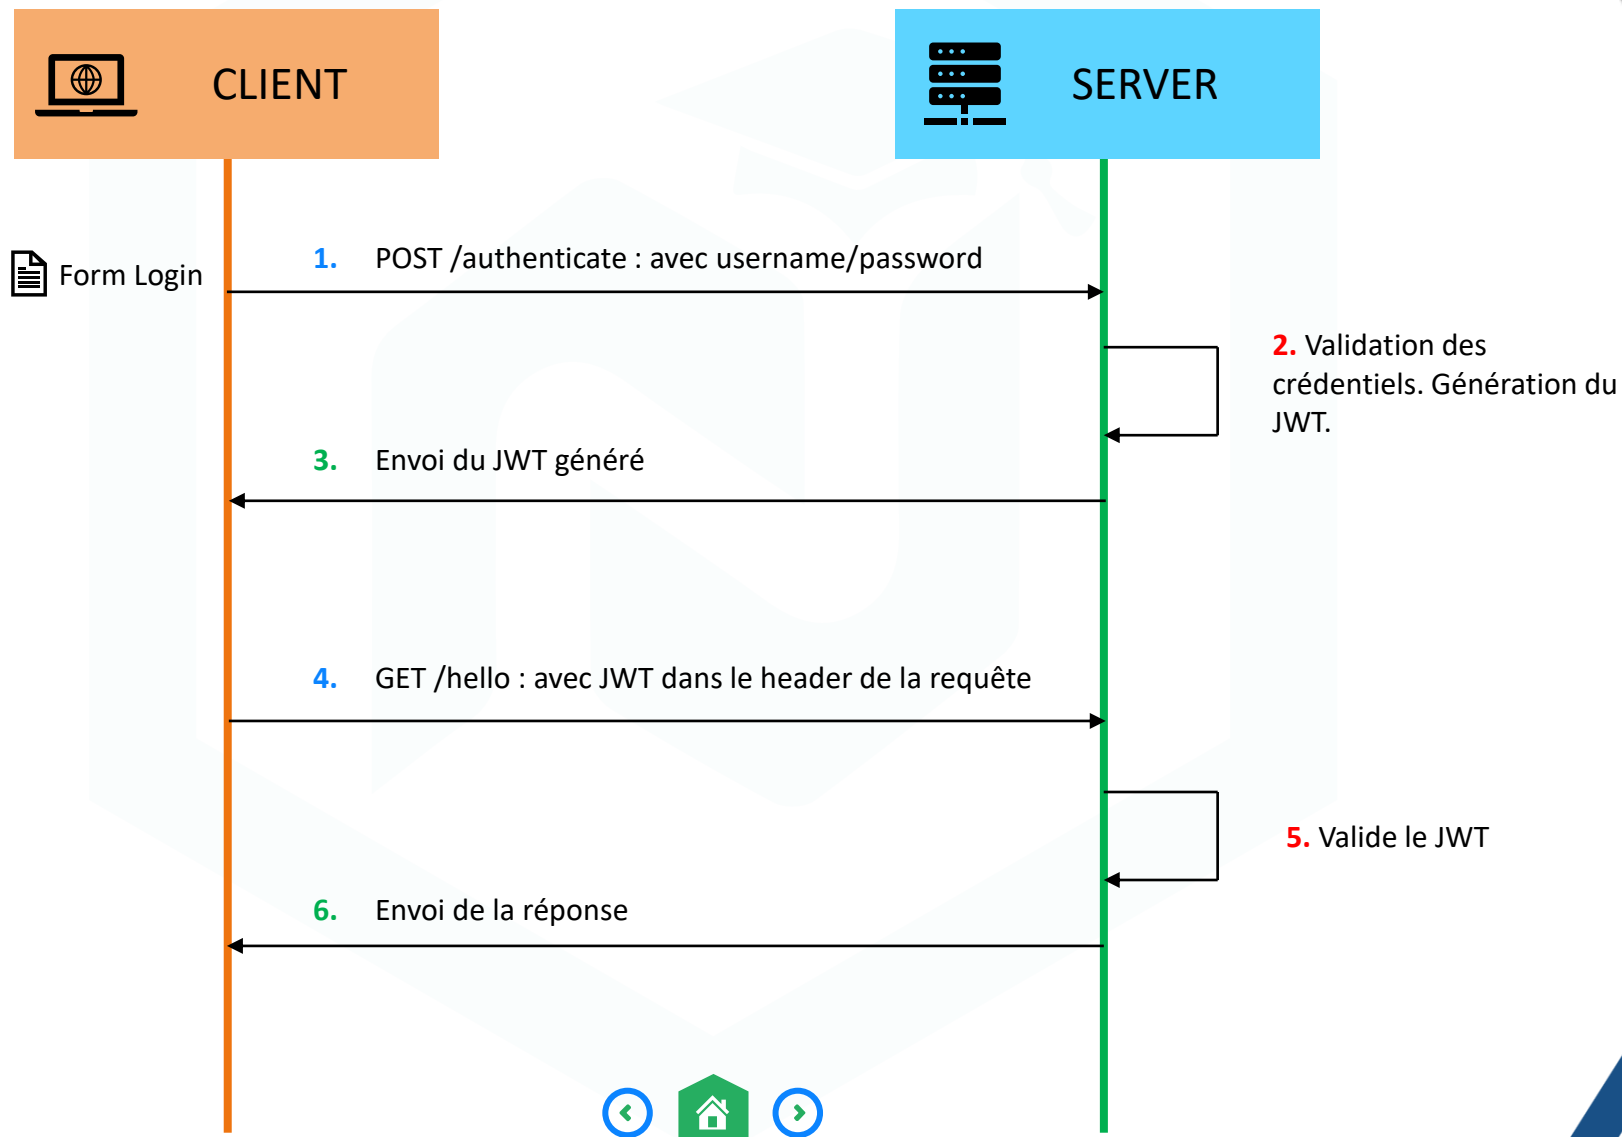 CLIENT
SERVER
Form Login
1. POST /authenticate : avec username/password
2. Validation des
crédentiels. Génération du
JWT.
3. Envoi du JWT généré
4. GET /hello : avec JWT dans le header de la requête
5. Valide le JWT
6. Envoi de la réponse